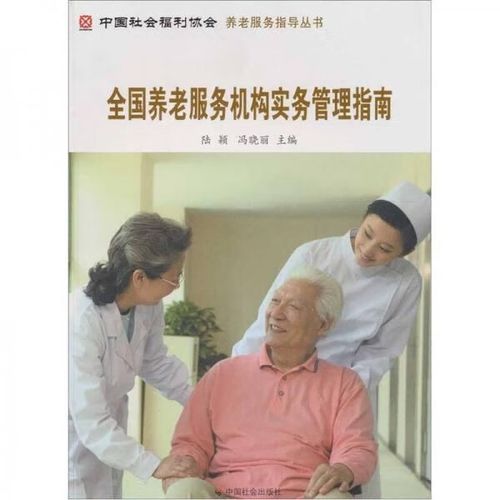 中国社会福利协会 养老服务指导丛书
全国养老服务机构实务管理指南
陆 颖 冯晓丽 主编
中国社会出版社